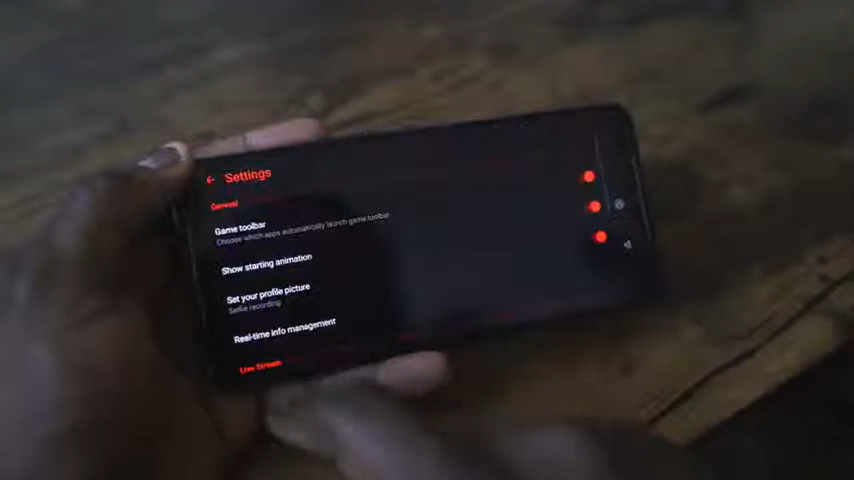 Settings
General
Game toolbar
Choose which apps automatically launch game toolbar
Show starting animation
Set your profile picture
Selfie recording
Real-time info management
Live Stream